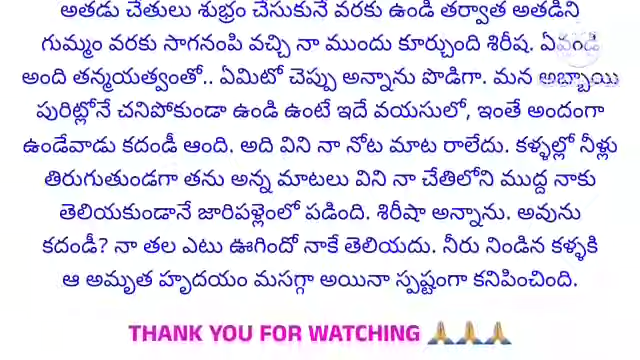 అతడు చేతులు శుభ్రం చేసుకునే వరకు ఉండి తర్వాత అతడిని
గుమ్మం వరకు సాగనంపి వచ్చి నా ముందు కూర్చుంది శిరీష. ఏవండీ
అంది తన్మయత్వంతో.. ఏమిటో చెప్పు అన్నాను పొడిగా. మన అబ్బాయి
పురిట్లోనే చనిపోకుండా ఉండి ఉంటే ఇదే వయసులో, ఇంతే అందంగా
ఉండేవాడు కదండీ ఆంది. అది విని నా నోట మాట రాలేదు. కళ్ళల్లో నీళ్లు
తిరుగుతుండగా తను అన్న మాటలు విని నా చేతిలోని ముద్ద నాకు
తెలియకుండానే జారిపళ్లెంలో పడింది. శిరీషా అన్నాను. అవును
కదండీ? నా తల ఎటు ఊగిందో నాకే తెలియదు. నీరు నిండిన కళ్ళకి
ఆ అమృత హృదయం మసగ్గా అయినా స్పష్టంగా కనిపించింది.
THANK YOU FOR WATCHING 🙏🙏🙏